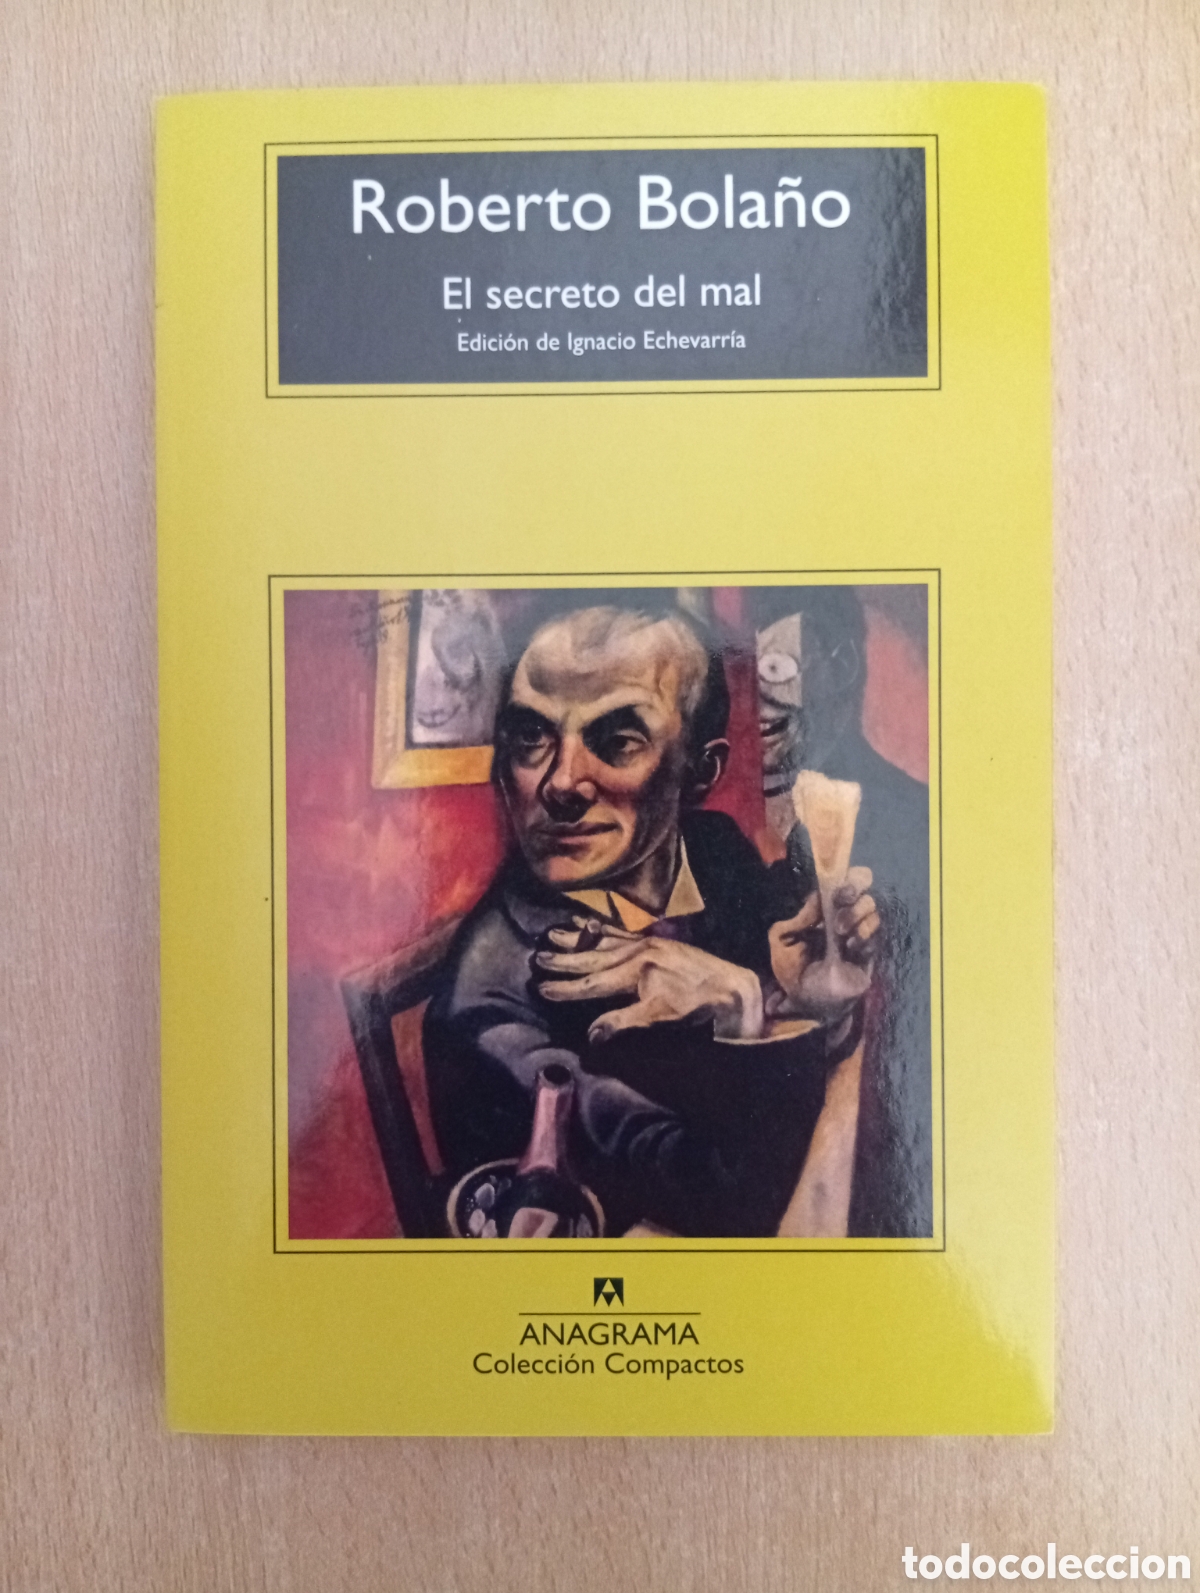 Roberto Bolaño
El secreto del mal
Edición de Ignacio Echevarría
ANAGRAMA
Colección Compactos
todocoleccion